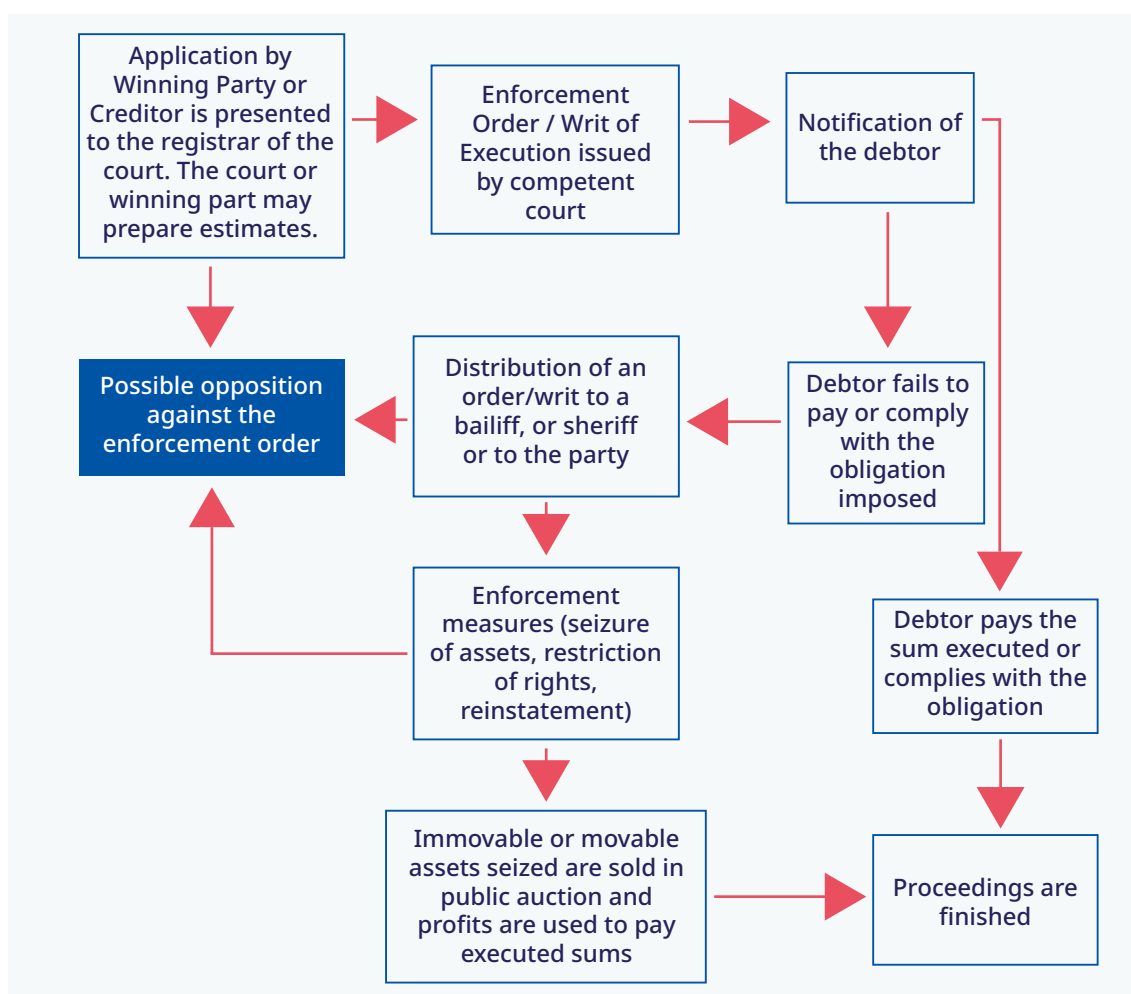 Application by
Winning Party or
Creditor is presented
to the registrar of the
court. The court or
winning part may
prepare estimates.
Enforcement
Order / Writ of
Execution issued
by competent
court
Notification of
the debtor
Possible opposition
against the
enforcement order
Distribution of an
order/writ to a
bailiff, or sheriff
or to the party
Debtor fails to
pay or comply
with the
obligation
imposed
Enforcement
measures (seizure
of assets, restriction
of rights,
reinstatement)
Debtor pays the
sum executed or
complies with the
obligation
Immovable or movable
assets seized are sold in
public auction and
profits are used to pay
executed sums
Proceedings are
finished